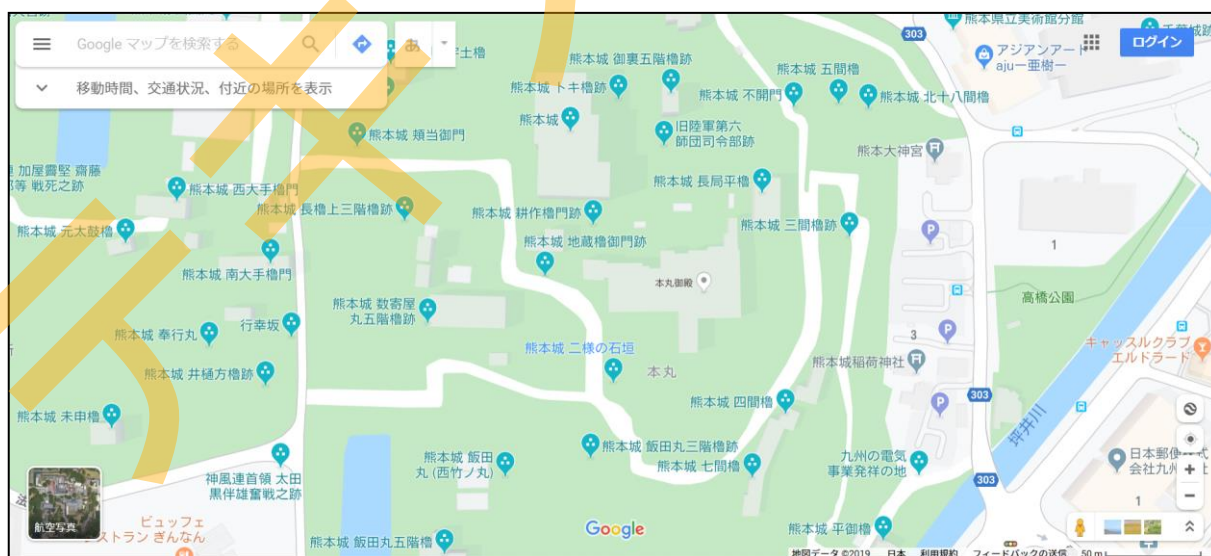 熊本県立美術館分館
303
Google マップを検索する
あ
宇土櫓
熊本城 御裏五階櫓跡
アジアンアート
aju一亜樹一
ログイン
移動時間、交通状況、付近の場所を表示
熊本城 トキ櫓跡
熊本城 不開門
熊本城 五間櫓
熊本城 北十八間櫓
熊本城
熊本城 頬当御門
旧陸軍第六
師団司令部跡
熊本大神宮
加屋霽堅 齋藤
等 戦死之跡
熊本城 西大手櫓門
熊本城 長局平櫓
熊本城 長櫓上三階櫓跡
熊本城 耕作櫓門跡
熊本城 三間櫓跡
熊本城 元太鼓櫓
P
熊本城 地蔵櫓御門跡
1
熊本城 南大手櫓門
本丸御殿
高橋公園
熊本城 数寄屋
丸五階櫓跡
熊本城 奉行丸
行幸坂
3
P
キャッスルクラブ
エルドラード
熊本城 二様の石垣
本丸
熊本城稲荷神社
熊本城 井樋方櫓跡
303
熊本城 四間櫓
P
熊本城 未申櫓
坪井川
熊本城 飯田
丸 (西竹ノ丸)
熊本城 飯田丸三階櫓跡
熊本城 七間櫓
九州の電気
事業発祥の地
日本郵便株式
会社九州
神風連首領 太田
黒伴雄奮戦之跡
303
1
航空写真
ビュッフェ
レストラン ぎんなん
熊本城 飯田丸五階櫓
Google
熊本城 平御櫓
地図データ ©2019 日本 利用規約 フィードバックの送信 50 m